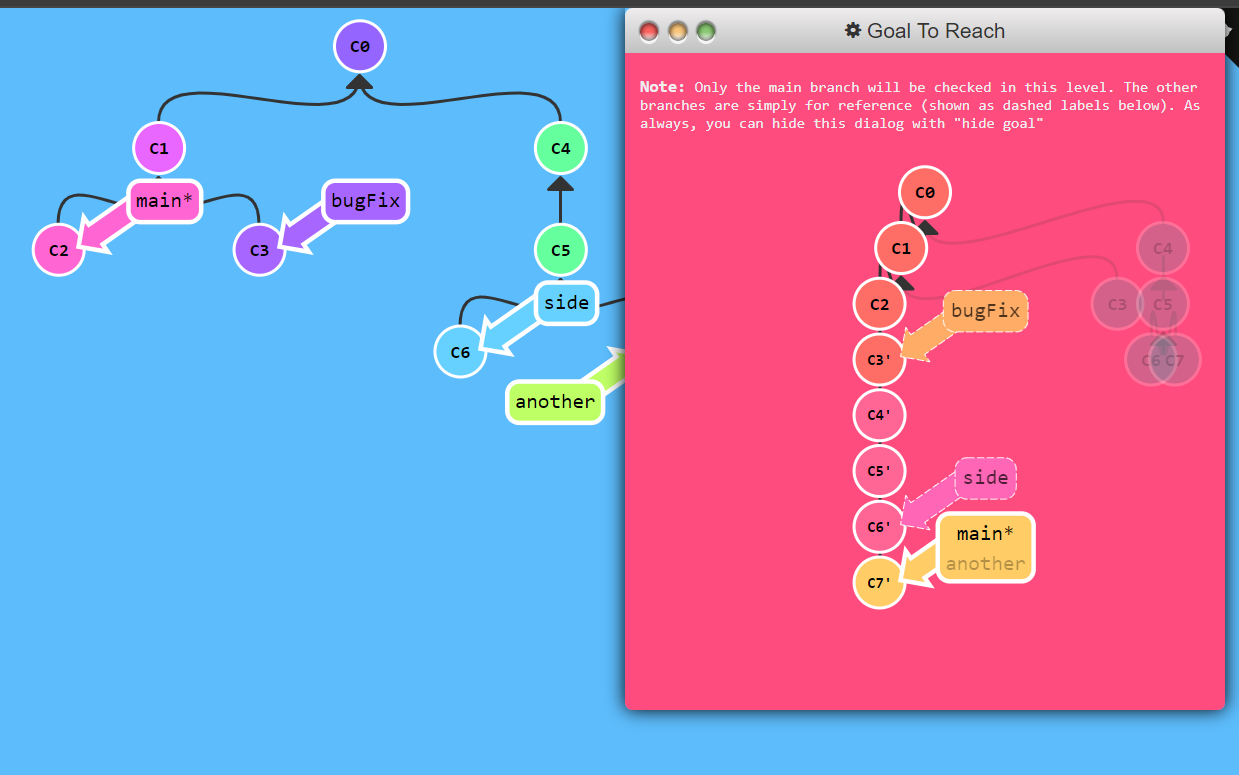 C0
C1
C4
main*
bugFix
C2
C3
C5
side
C6
another
Goal To Reach
Note: Only the main branch will be checked in this level. The other
branches are simply for reference (shown as dashed labels below). As
always, you can hide this dialog with "hide goal"
C0
C1
C4
C2
bugFix
C3
C5
C3'
C6
C7
C4'
C5'
side
C6'
main*
another
C7'